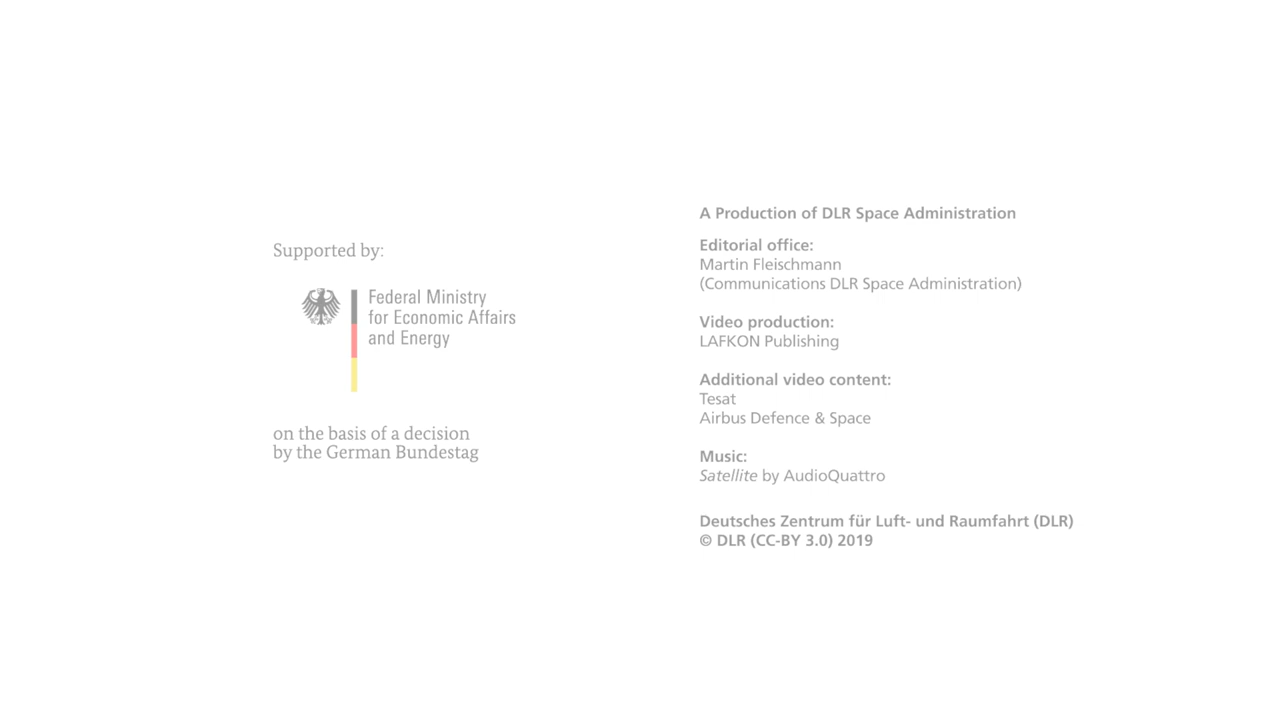 Supported by:
Federal Ministry
for Economic Affairs
and Energy
on the basis of a decision
by the German Bundestag
A Production of DLR Space Administration
Editorial office:
Martin Fleischmann
(Communications DLR Space Administration)
Video production:
LAFKON Publishing
Additional video content:
Tesat
Airbus Defence & Space
Music:
Satellite by AudioQuattro
Deutsches Zentrum für Luft- und Raumfahrt (DLR)
© DLR (CC-BY 3.0) 2019